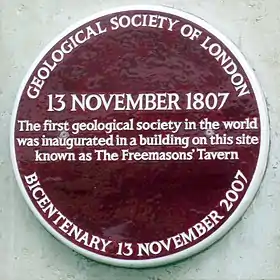 GEOLOGICAL SOCIETY OF LONDON
13 NOVEMBER 1807
The first geological society in the world
was inaugurated in a building on this site
known as The Freemasons' Tavern
BICENTENARY 13 NOVEMBER 2007